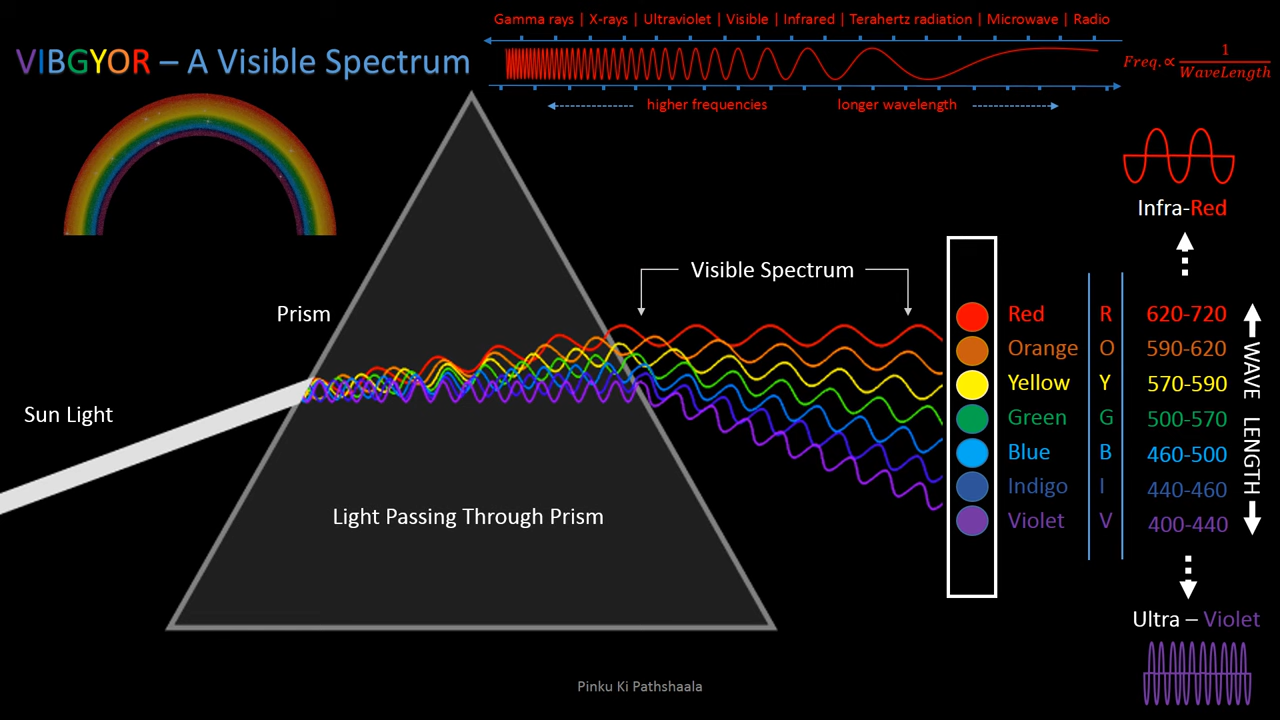 VIBGYOR – A Visible Spectrum
Gamma rays | X-rays | Ultraviolet | Visible | Infrared | Terahertz radiation | Microwave | Radio
higher frequencies
longer wavelength
Freq. ∝ 1 / WaveLength
Infra-Red
Visible Spectrum
Prism
Sun Light
Light Passing Through Prism
Red R 620-720
Orange O 590-620
Yellow Y 570-590
Green G 500-570
Blue B 460-500
Indigo I 440-460
Violet V 400-440
WAVE LENGTH
Ultra – Violet
Pinku Ki Pathshaala